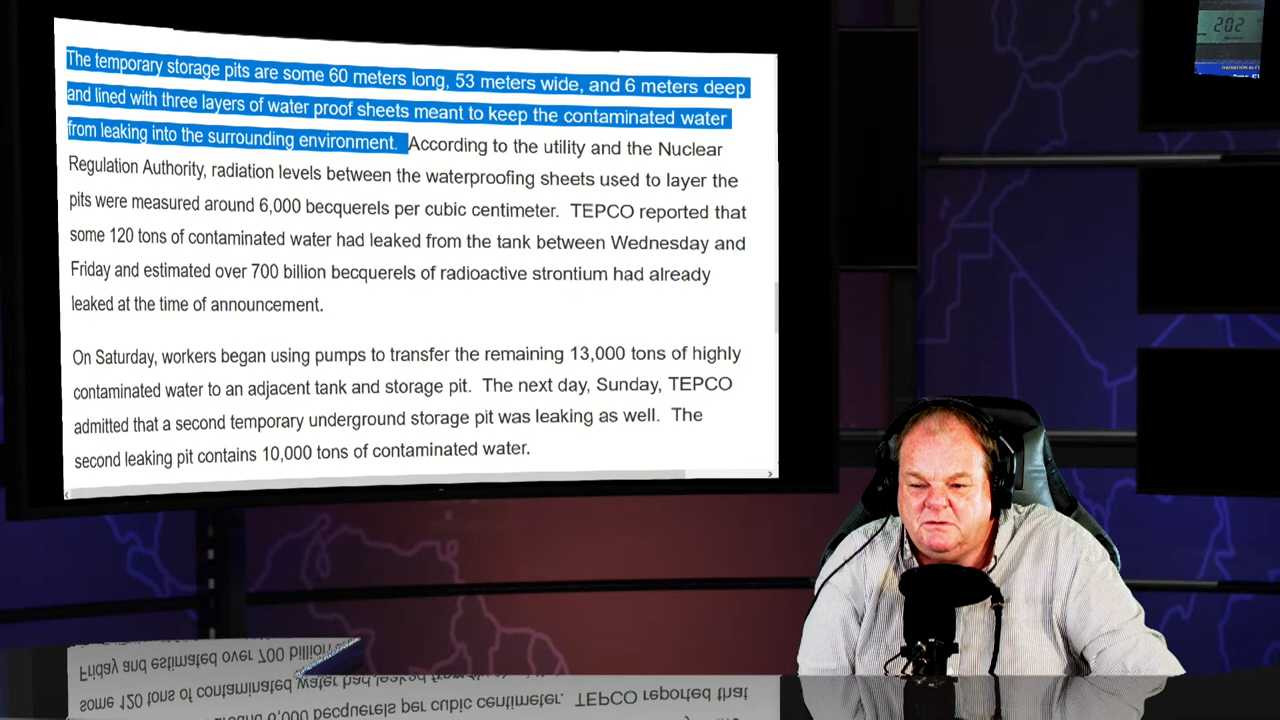 The temporary storage pits are some 60 meters long, 53 meters wide, and 6 meters deep
and lined with three layers of water proof sheets meant to keep the contaminated water
from leaking into the surrounding environment. According to the utility and the Nuclear
Regulation Authority, radiation levels between the waterproofing sheets used to layer the
pits were measured around 6,000 becquerels per cubic centimeter. TEPCO reported that
some 120 tons of contaminated water had leaked from the tank between Wednesday and
Friday and estimated over 700 billion becquerels of radioactive strontium had already
leaked at the time of announcement.
On Saturday, workers began using pumps to transfer the remaining 13,000 tons of highly
contaminated water to an adjacent tank and storage pit. The next day, Sunday, TEPCO
admitted that a second temporary underground storage pit was leaking as well. The
second leaking pit contains 10,000 tons of contaminated water.
202